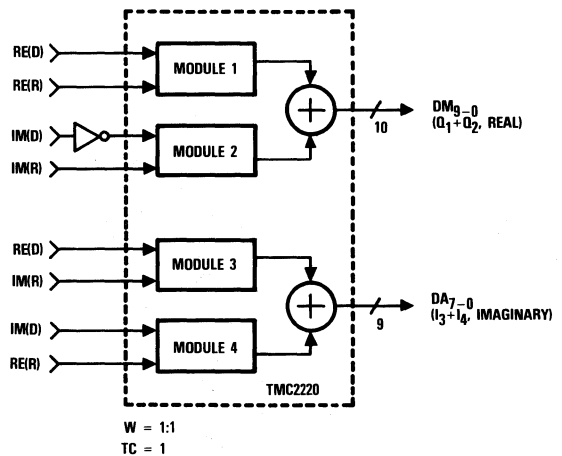 RE(D)
RE(R)
MODULE 1
IM(D)
IM(R)
MODULE 2
+
10
DM9–0
(Q1+Q2, REAL)
RE(D)
IM(R)
MODULE 3
IM(D)
RE(R)
MODULE 4
+
9
DA7–0
(I3+I4, IMAGINARY)
TMC2220
W = 1:1
TC = 1